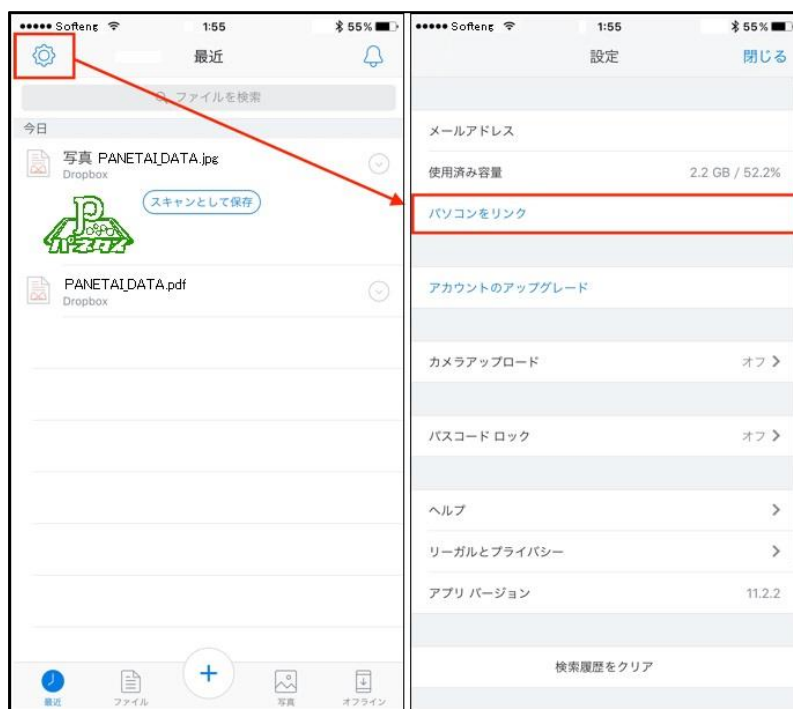 Softeng 1:55 55%
最近
ファイルを検索
今日
写真 PANETAI_DATA.jpg
Dropbox
スキャンとして保存
P
パネタイ
PANETAI_DATA.pdf
Dropbox
最近 ファイル + 写真 オフライン
Softeng 1:55 55%
設定 閉じる
メールアドレス
使用済み容量 2.2 GB / 52.2%
パソコンをリンク
アカウントのアップグレード
カメラアップロード オフ
パスコード ロック オフ
ヘルプ
リーガルとプライバシー
アプリ バージョン 11.2.2
検索履歴をクリア